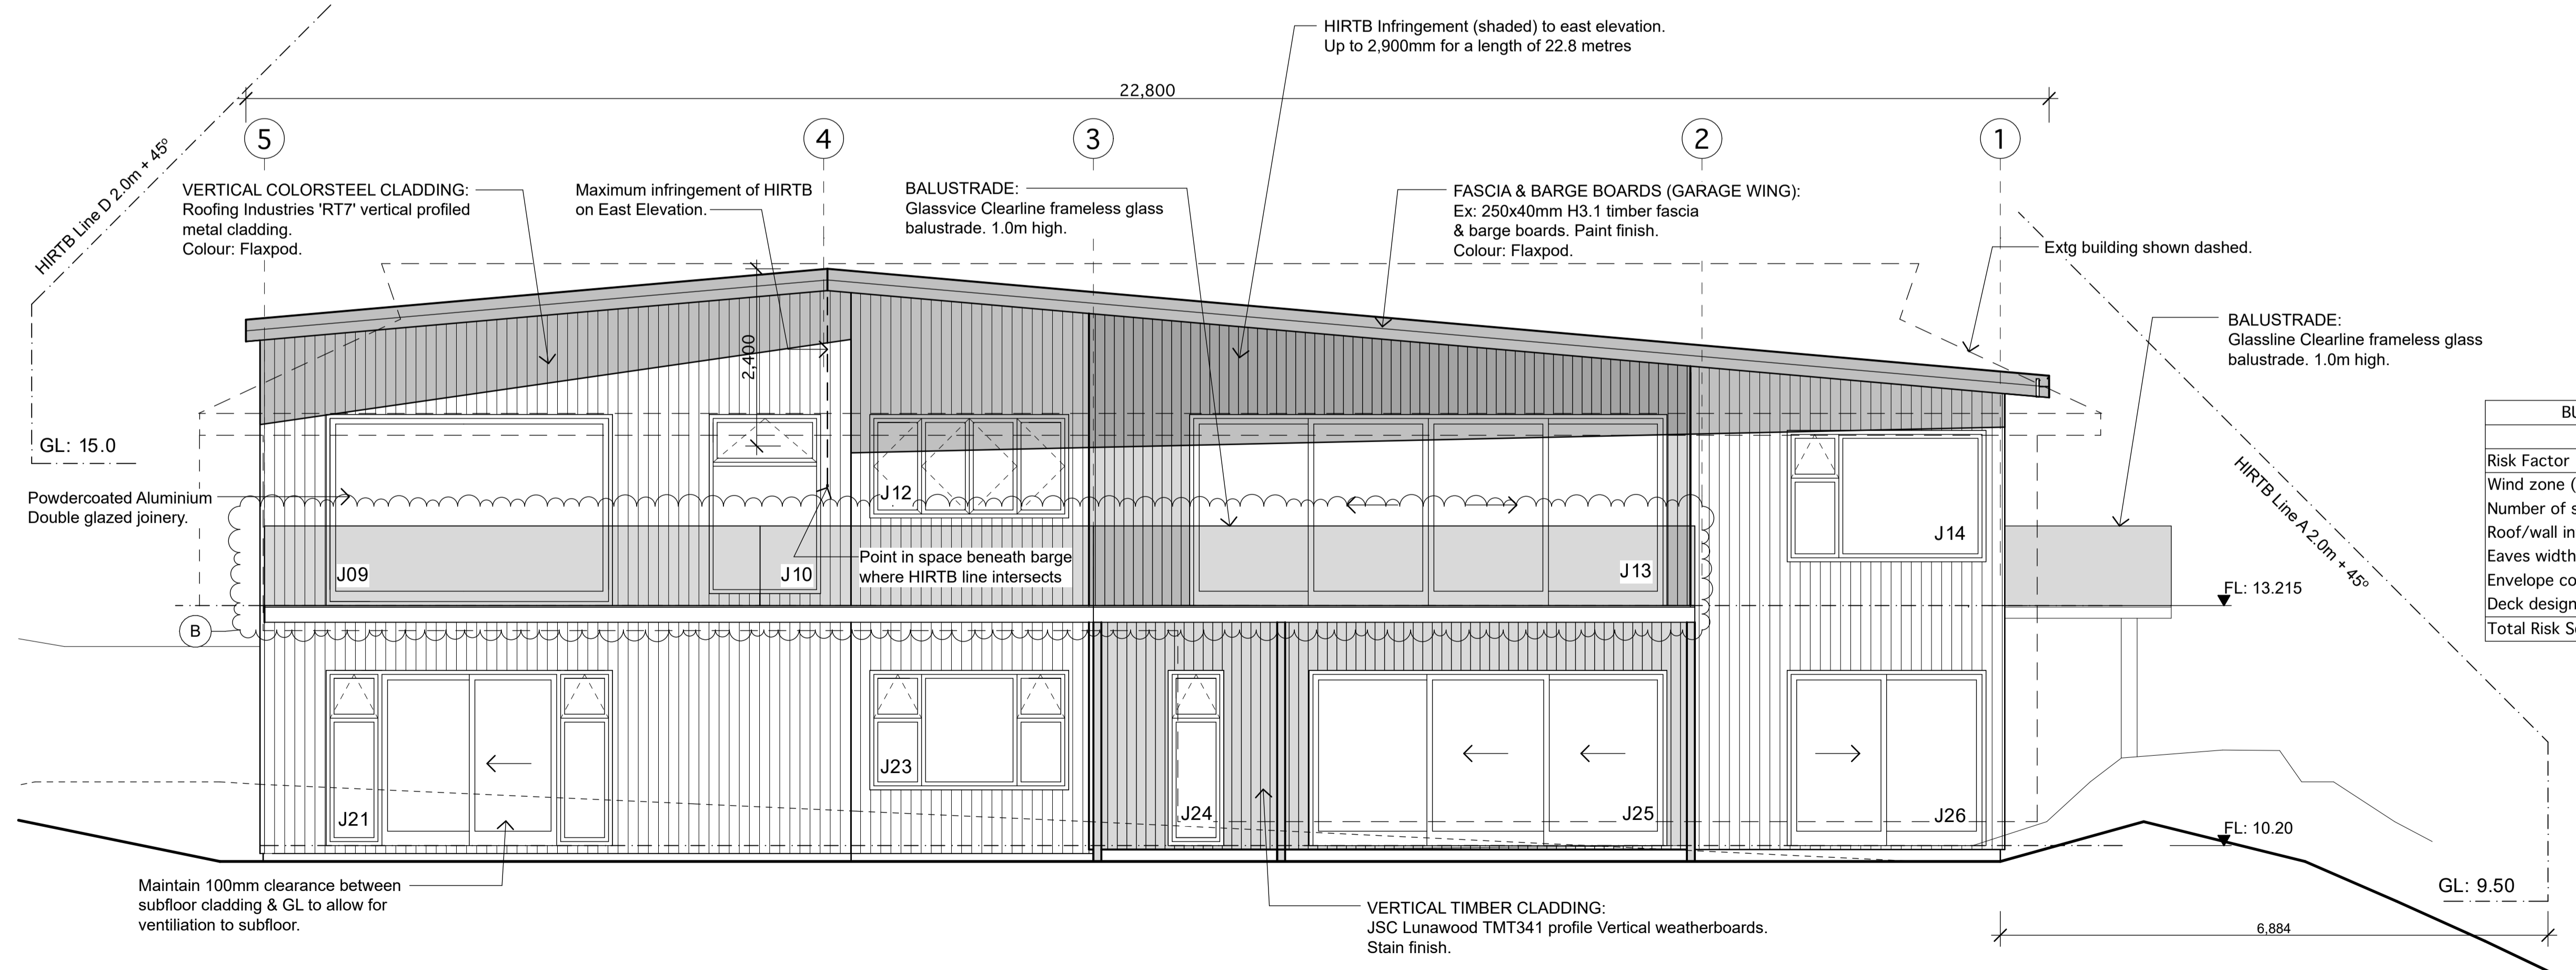 HIRTB Infringement (shaded) to east elevation.
Up to 2,900mm for a length of 22.8 metres
22,800
5
4
3
2
1
HIRTB Line D 2.0m + 45º
VERTICAL COLORSTEEL CLADDING:
Roofing Industries 'RT7' vertical profiled
metal cladding.
Colour: Flaxpod.
Maximum infringement of HIRTB
on East Elevation.
BALUSTRADE:
Glassvice Clearline frameless glass
balustrade. 1.0m high.
FASCIA & BARGE BOARDS (GARAGE WING):
Ex: 250x40mm H3.1 timber fascia
& barge boards. Paint finish.
Colour: Flaxpod.
Extg building shown dashed.
BALUSTRADE:
Glassline Clearline frameless glass
balustrade. 1.0m high.
2,400
GL: 15.0
Powdercoated Aluminium
Double glazed joinery.
J12
J14
HIRTB Line A 2.0m + 45º
BU
Risk Factor
Wind zone (
Number of s
Roof/wall in
Eaves width
Envelope co
Deck design
Total Risk S
Point in space beneath barge
where HIRTB line intersects
J09
J10
J13
FL: 13.215
B
J23
J21
J24
J25
J26
FL: 10.20
GL: 9.50
Maintain 100mm clearance between
subfloor cladding & GL to allow for
ventiliation to subfloor.
VERTICAL TIMBER CLADDING:
JSC Lunawood TMT341 profile Vertical weatherboards.
Stain finish.
6,884